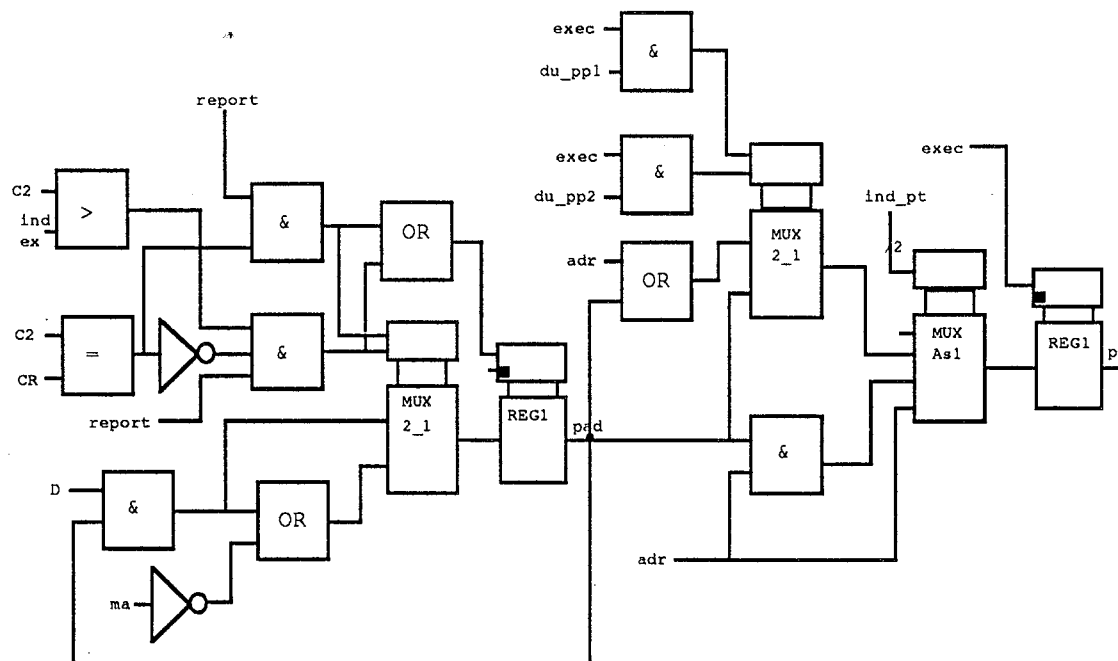 exec
&
du_pp1
report
exec
&
du_pp2
exec
C2
ind
ex
>
&
OR
ind_pt
MUX
2_1
adr
OR
/2
C2
=
CR
&
MUX
As1
REG1
p
report
MUX
2_1
REG1
pad
&
D
&
OR
adr
ma